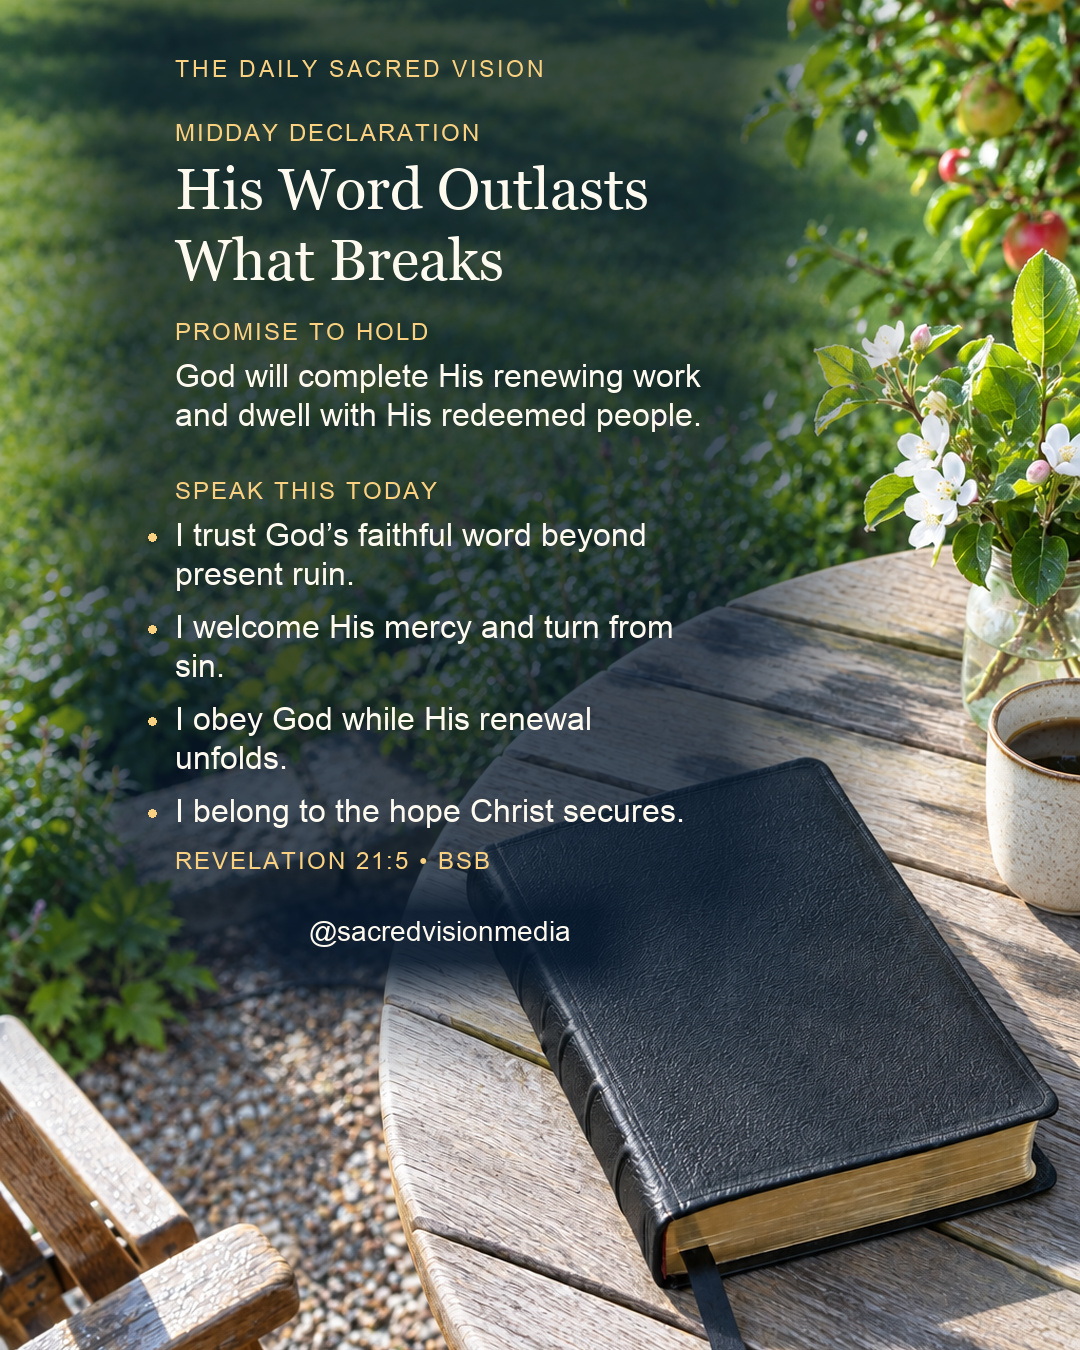 THE DAILY SACRED VISION
MIDDAY DECLARATION
His Word Outlasts
What Breaks
PROMISE TO HOLD
God will complete His renewing work
and dwell with His redeemed people.
SPEAK THIS TODAY
• I trust God’s faithful word beyond
present ruin.
• I welcome His mercy and turn from
sin.
• I obey God while His renewal
unfolds.
• I belong to the hope Christ secures.
REVELATION 21:5 • BSB
@sacredvisionmedia